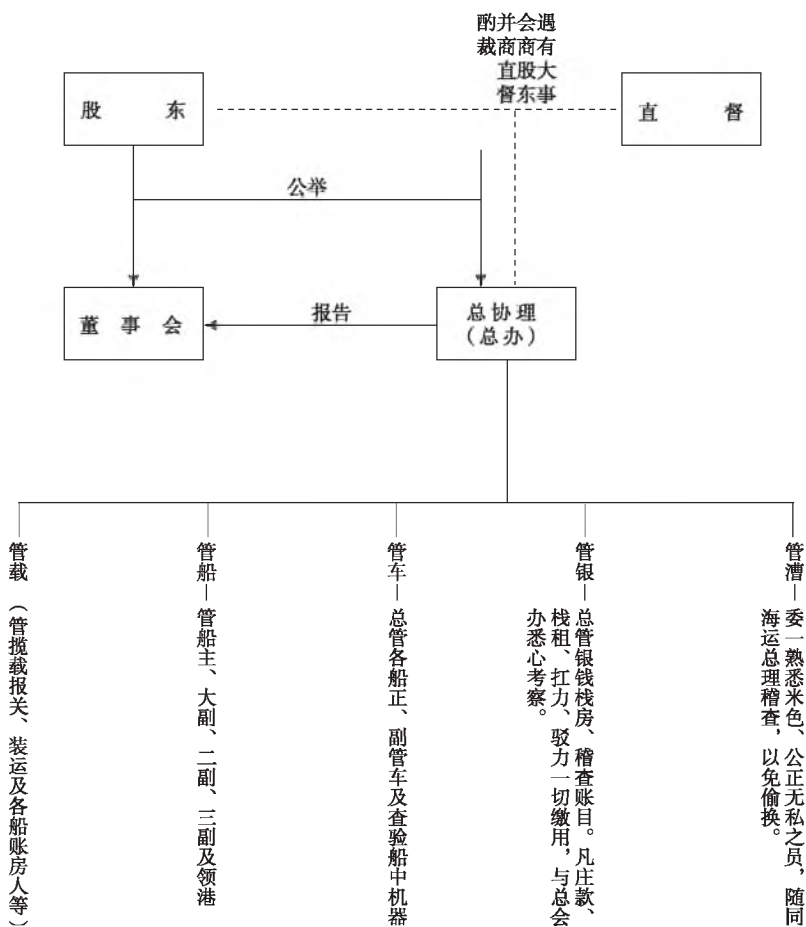 遇有大事
会商股东
并商直督
酌裁
股 东
直 督
公举
董 事 会
报告
总协理
(总办)
管漕—委一熟悉米色、公正无私之员，随同
海运总理稽查，以免偷换。
管银—总管银钱栈房、稽查账目。凡庄款、
栈租、扛力、驳力一切缴用，与总会
办悉心考察。
管车—总管各船正、副管车及查验船中机器
管船—管船主、大副、二副、三副及领港
管载（管揽载报关、装运及各船账房人等）